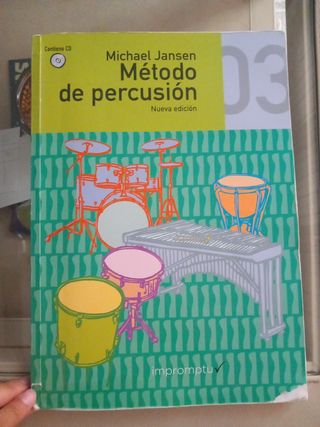 Contiene CD
Michael Jansen
Método
de percusión
Nueva edición
03
impromptu